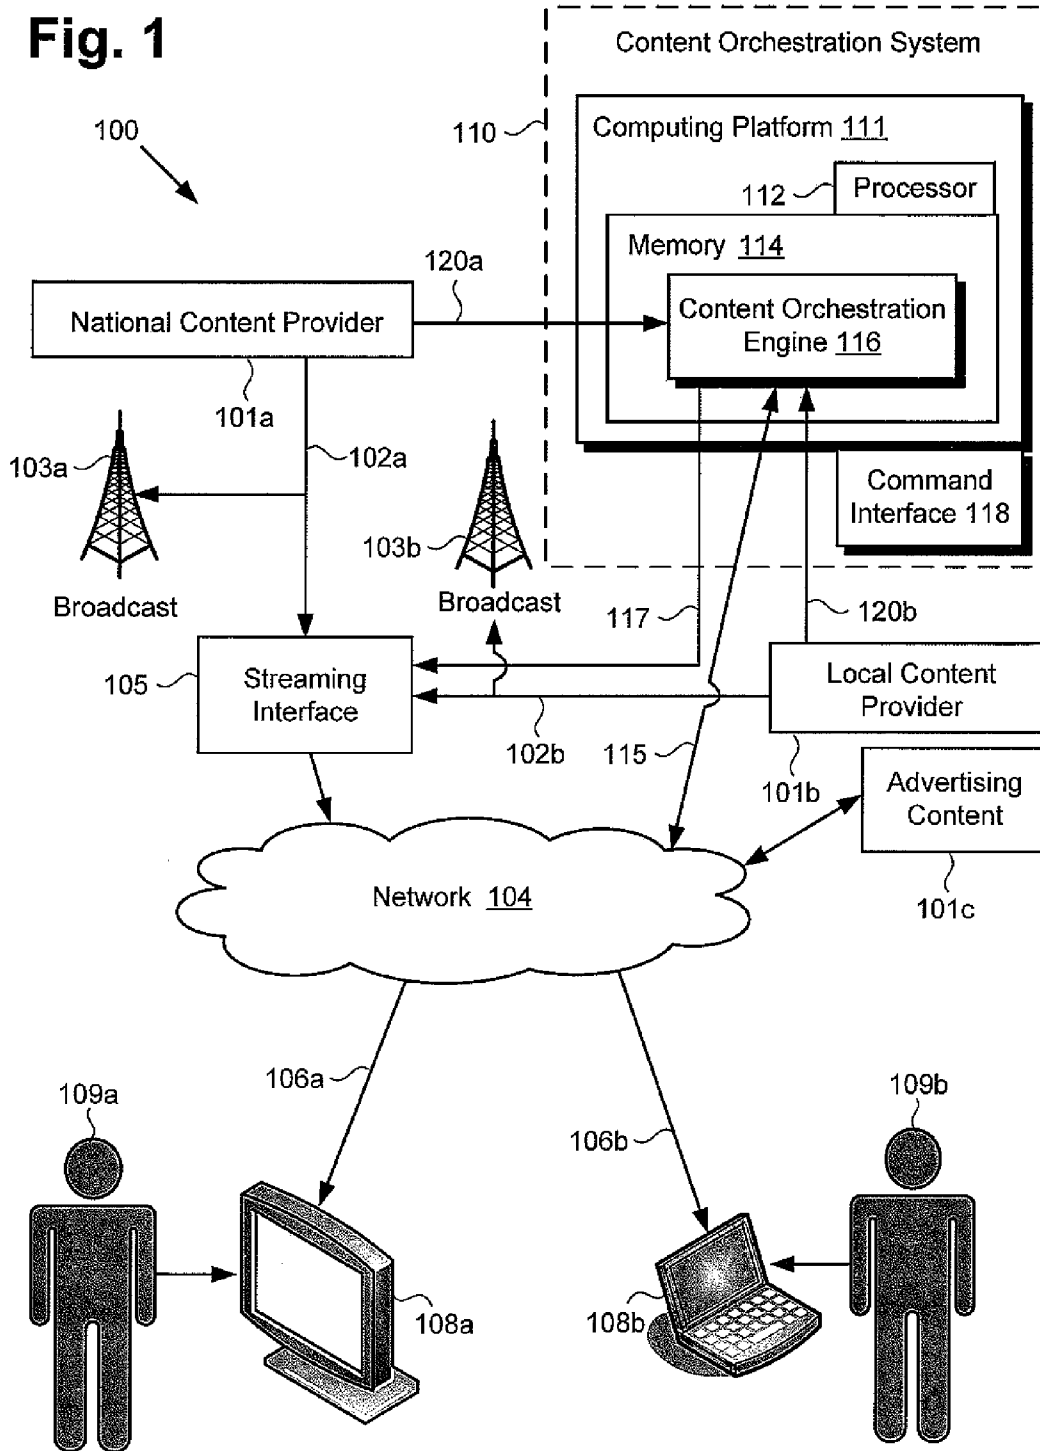 Fig. 1
Content Orchestration System
100
110
Computing Platform 111
112
Processor
Memory 114
120a
National Content Provider
Content Orchestration
Engine 116
101a
103a
102a
Command
Interface 118
103b
Broadcast
Broadcast
117
120b
105
Streaming
Interface
Local Content
Provider
102b
115
101b
Advertising
Content
Network 104
101c
106a
109a
109b
106b
108a
108b